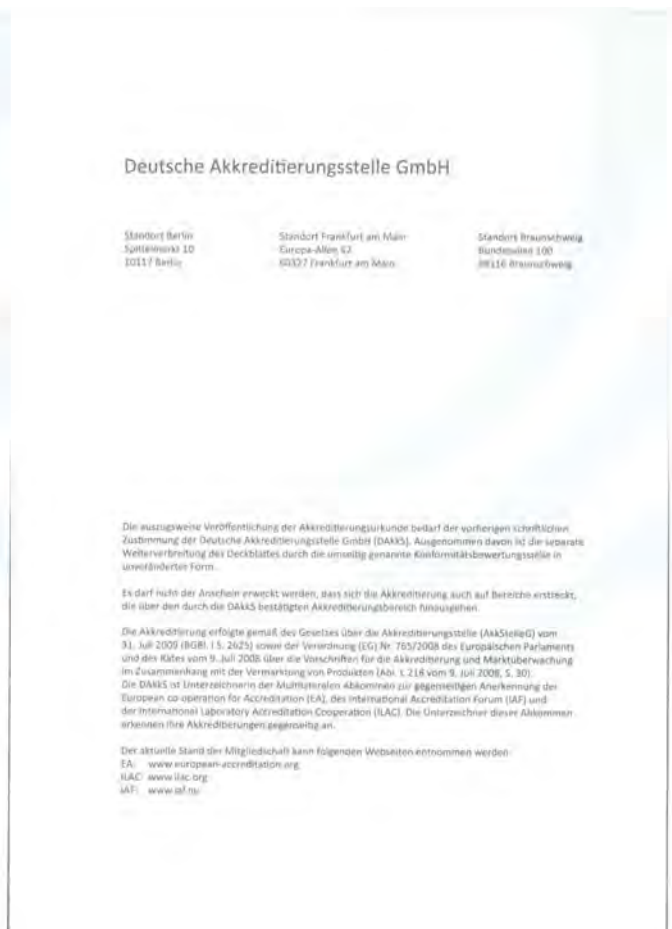 Deutsche Akkreditierungsstelle GmbH
Standort Berlin
Spittelmarkt 10
10117 Berlin
Standort Frankfurt am Main
Europa-Allee 52
60327 Frankfurt am Main
Standort Braunschweig
Bundesallee 100
38116 Braunschweig
Die auszugsweise Veröffentlichung der Akkreditierungsurkunde bedarf der vorherigen schriftlichen
Zustimmung der Deutsche Akkreditierungsstelle GmbH (DAkkS). Ausgenommen davon ist die separate
Weiterverbreitung des Deckblattes durch die umseitig genannte Konformitätsbewertungsstelle in
unveränderter Form.
Es darf nicht der Anschein erweckt werden, dass sich die Akkreditierung auch auf Bereiche erstreckt,
die über den durch die DAkkS bestätigten Akkreditierungsbereich hinausgehen.
Die Akkreditierung erfolgte gemäß des Gesetzes über die Akkreditierungsstelle (AkkStelleG) vom
31. Juli 2009 (BGBl. I S. 2625) sowie der Verordnung (EG) Nr. 765/2008 des Europäischen Parlaments
und des Rates vom 9. Juli 2008 über die Vorschriften für die Akkreditierung und Marktüberwachung
im Zusammenhang mit der Vermarktung von Produkten (Abl. L 218 vom 9. Juli 2008, S. 30).
Die DAkkS ist Unterzeichnerin der Multilateralen Abkommen zur gegenseitigen Anerkennung der
European co-operation for Accreditation (EA), des International Accreditation Forum (IAF) und
der International Laboratory Accreditation Cooperation (ILAC). Die Unterzeichner dieser Abkommen
erkennen ihre Akkreditierungen gegenseitig an.
Der aktuelle Stand der Mitgliedschaft kann folgenden Webseiten entnommen werden:
EA: www.european-accreditation.org
ILAC: www.ilac.org
IAF: www.iaf.nu